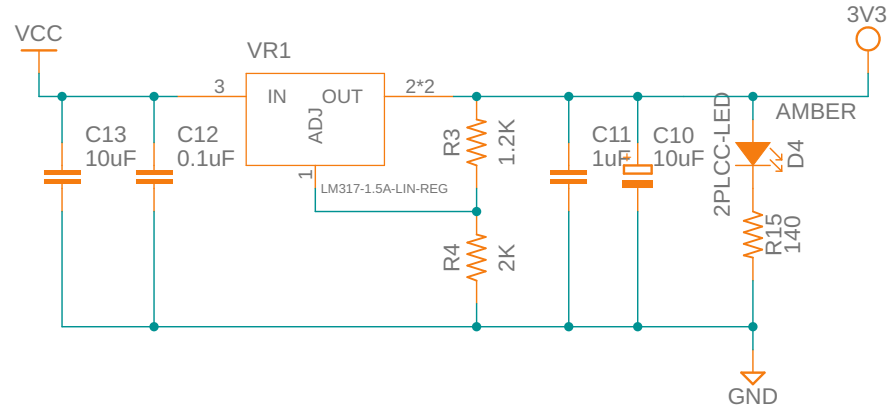 VCC
VR1
3V3
3
IN
OUT
ADJ
2*2
1
LM317-1.5A-LIN-REG
C13
10uF
C12
0.1uF
R3
1.2K
R4
2K
C11
1uF
C10
10uF
+
2PLCC-LED
AMBER
D4
R15
140
GND